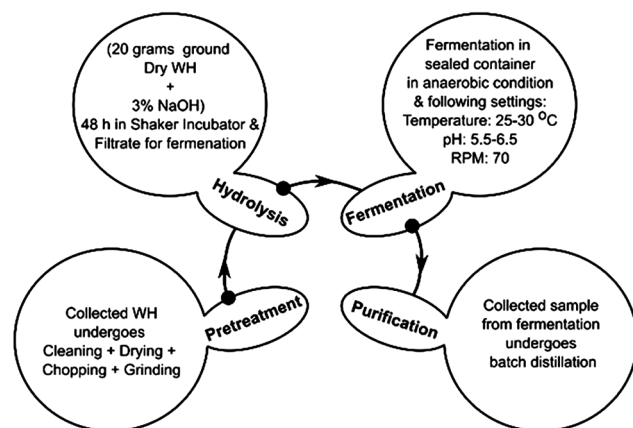 (20 grams ground
Dry WH
+
3% NaOH)
48 h in Shaker Incubator &
Filtrate for fermenation
Hydrolysis
Fermentation in
sealed container
in anaerobic condition
& following settings:
Temperature: 25-30 °C
pH: 5.5-6.5
RPM: 70
Fermentation
Collected WH
undergoes
Cleaning + Drying +
Chopping + Grinding
Pretreatment
Purification
Collected sample
from fermentation
undergoes
batch distillation